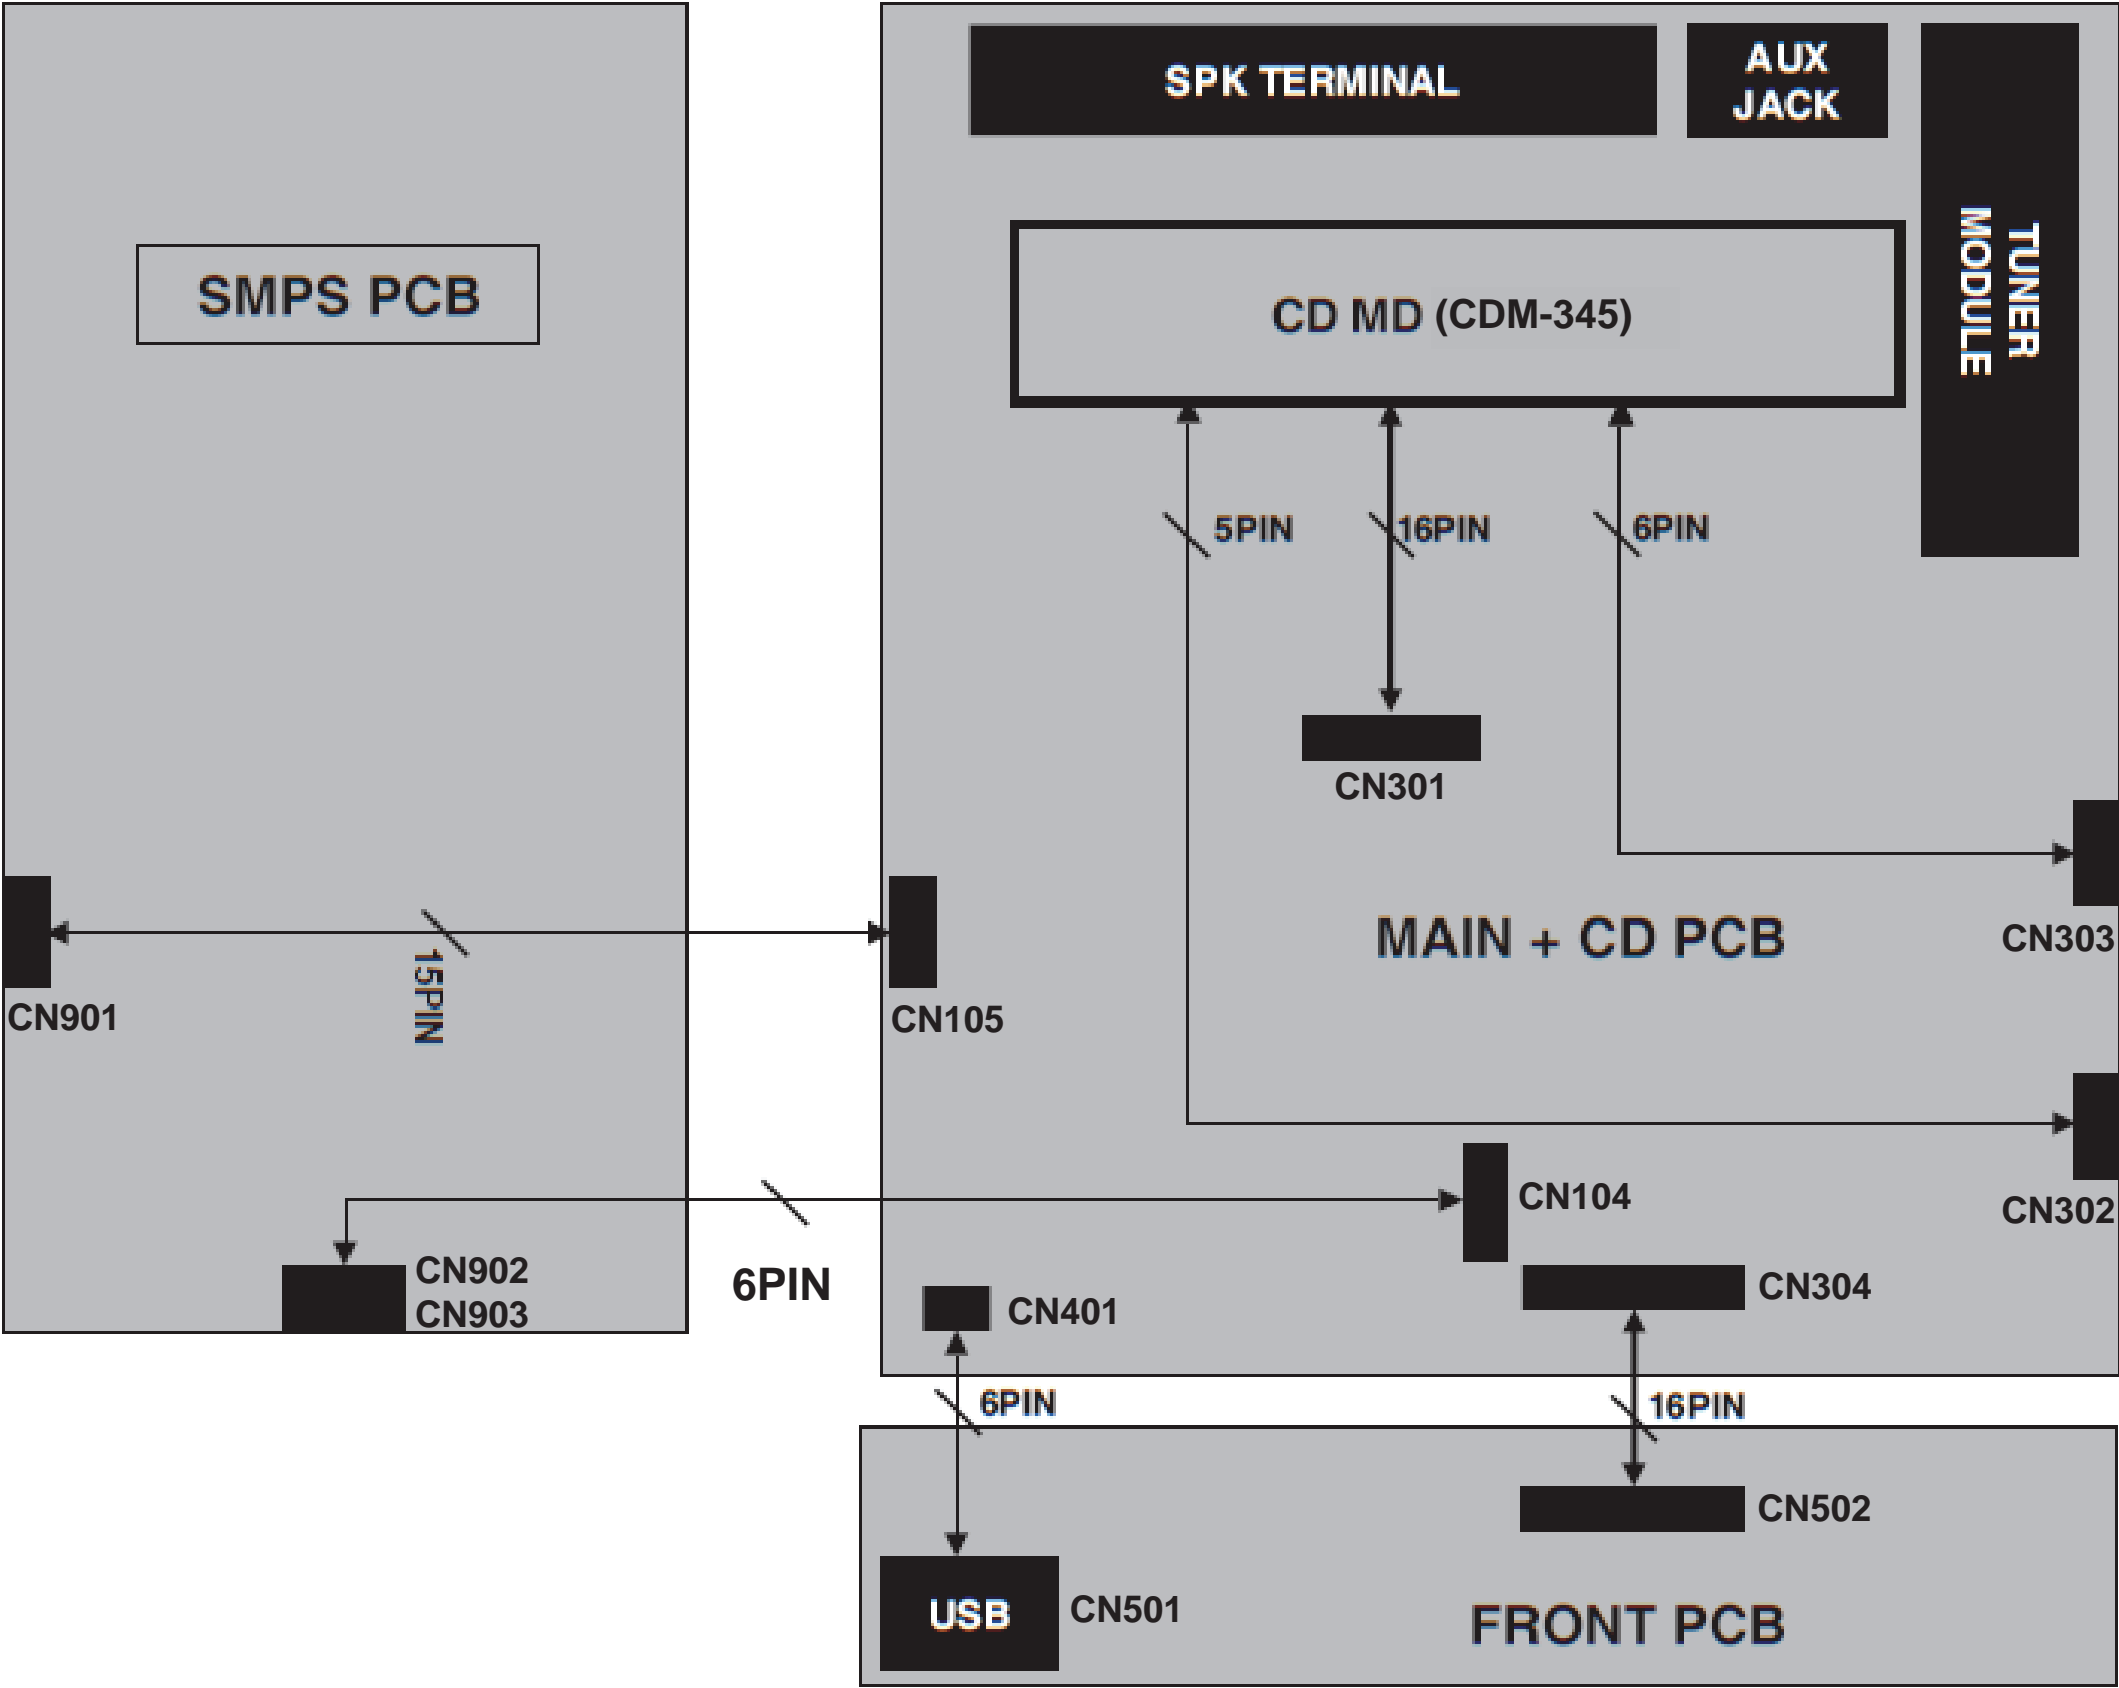 SPK TERMINAL
AUX
JACK
TUNER
MODULE
SMPS PCB
CD MD (CDM-345)
5PIN
16PIN
6PIN
CN301
CN303
MAIN + CD PCB
CN901
15PIN
CN105
CN302
CN104
CN902
CN903
6PIN
CN401
CN304
6PIN
16PIN
CN502
USB
CN501
FRONT PCB